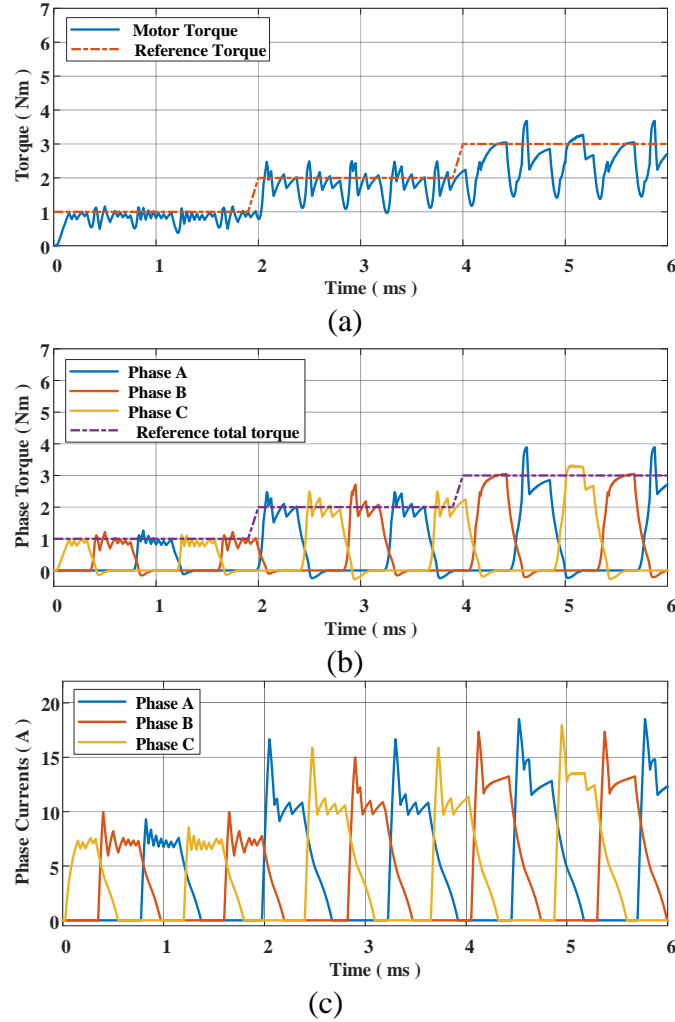 7
6
5
4
3
2
1
0
Torque ( Nm )
Motor Torque
Reference Torque
0 1 2 3 4 5 6
Time ( ms )
(a)
7
6
5
4
3
2
1
0
Phase Torque ( Nm )
Phase A
Phase B
Phase C
Reference total torque
0 1 2 3 4 5 6
Time ( ms )
(b)
20
15
10
5
0
Phase Currents ( A )
Phase A
Phase B
Phase C
0 1 2 3 4 5 6
Time ( ms )
(c)